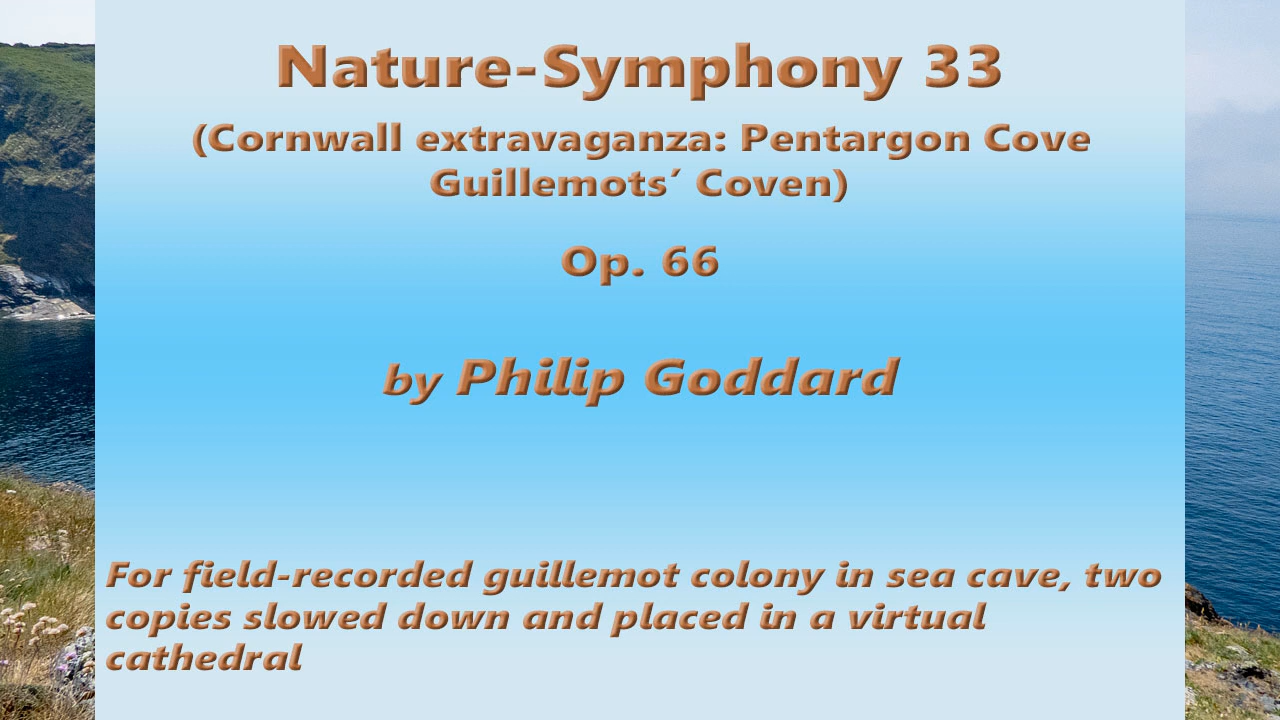 Nature-Symphony 33
(Cornwall extravaganza: Pentargon Cove
Guillemots’ Coven)
Op. 66
by Philip Goddard
For field-recorded guillemot colony in sea cave, two
copies slowed down and placed in a virtual
cathedral